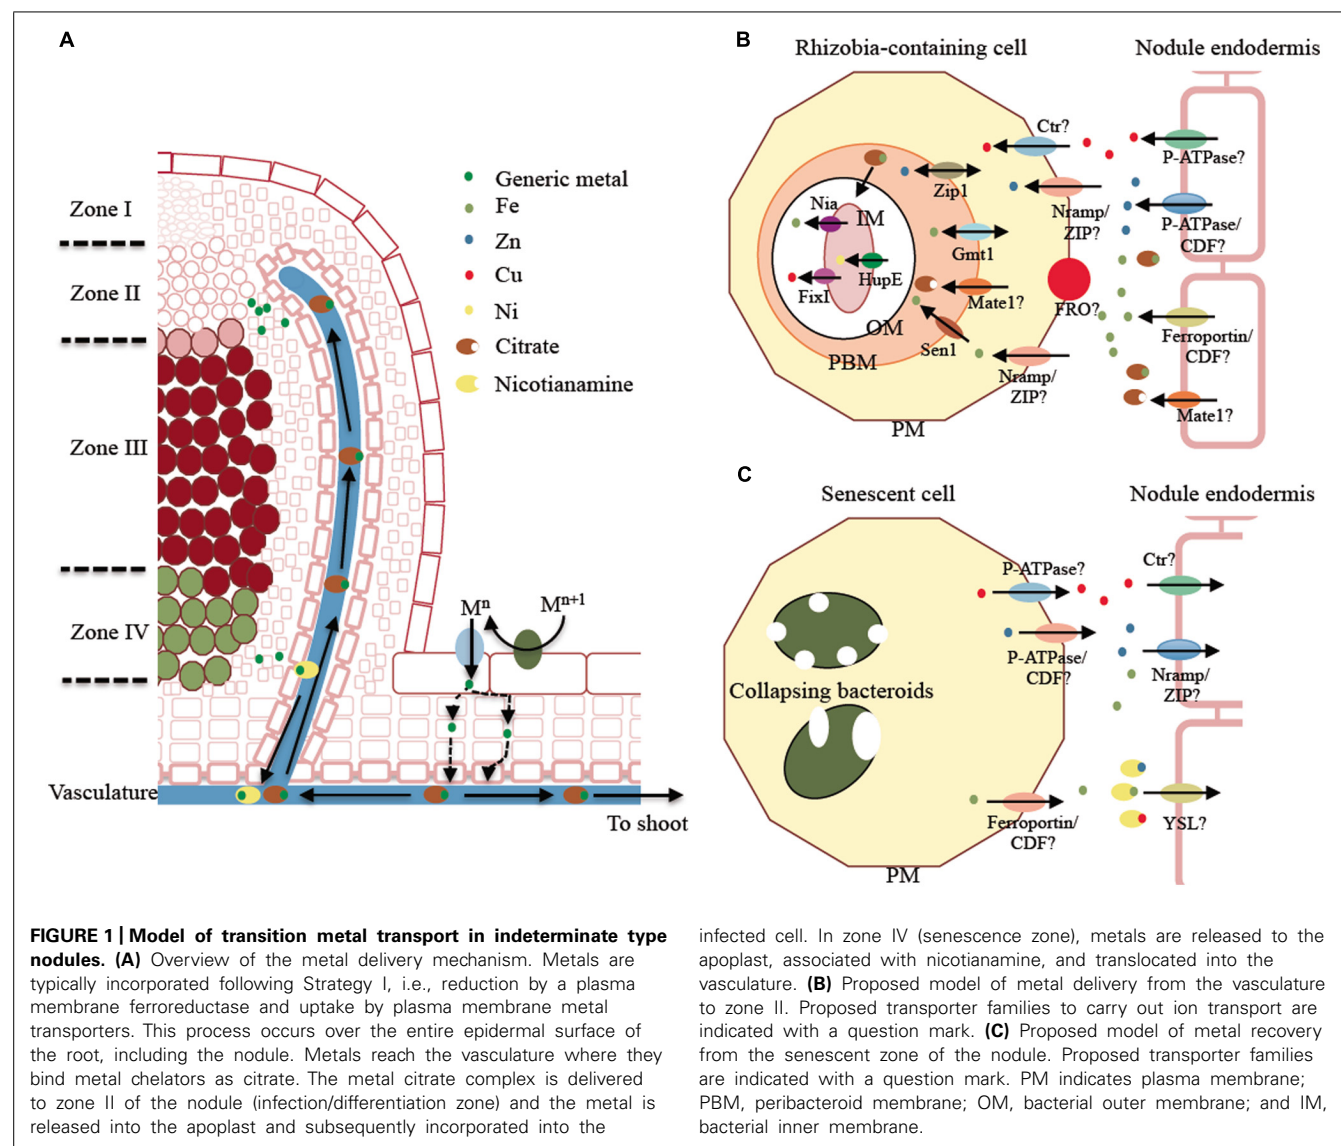 A
Zone I
Zone II
Zone III
Zone IV
Vasculature
Generic metal
Fe
Zn
Cu
Ni
Citrate
Nicotianamine
Mⁿ
Mⁿ⁺¹
To shoot
B
Rhizobia-containing cell
Nodule endodermis
Ctr?
P-ATPase?
Zip1
Nramp/
ZIP?
P-ATPase/
CDF?
Nia
IM
Gmt1
HupE
FixI
Mate1?
FRO?
OM
Sen1
PBM
Nramp/
ZIP?
Ferroportin/
CDF?
Mate1?
PM
C
Senescent cell
Nodule endodermis
P-ATPase?
Ctr?
P-ATPase/
CDF?
Nramp/
ZIP?
Collapsing bacteroids
Ferroportin/
CDF?
YSL?
PM
FIGURE 1 | Model of transition metal transport in indeterminate type
nodules. (A) Overview of the metal delivery mechanism. Metals are
typically incorporated following Strategy I, i.e., reduction by a plasma
membrane ferroreductase and uptake by plasma membrane metal
transporters. This process occurs over the entire epidermal surface of
the root, including the nodule. Metals reach the vasculature where they
bind metal chelators as citrate. The metal citrate complex is delivered
to zone II of the nodule (infection/differentiation zone) and the metal is
released into the apoplast and subsequently incorporated into the
infected cell. In zone IV (senescence zone), metals are released to the
apoplast, associated with nicotianamine, and translocated into the
vasculature. (B) Proposed model of metal delivery from the vasculature
to zone II. Proposed transporter families to carry out ion transport are
indicated with a question mark. (C) Proposed model of metal recovery
from the senescent zone of the nodule. Proposed transporter families
are indicated with a question mark. PM indicates plasma membrane;
PBM, peribacteroid membrane; OM, bacterial outer membrane; and IM,
bacterial inner membrane.